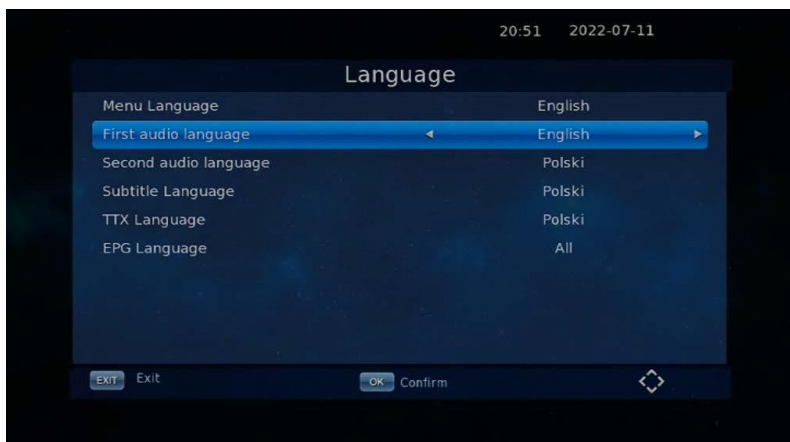 20:51 2022-07-11
Language
Menu Language English
First audio language English
Second audio language Polski
Subtitle Language Polski
TTX Language Polski
EPG Language All
EXIT Exit OK Confirm